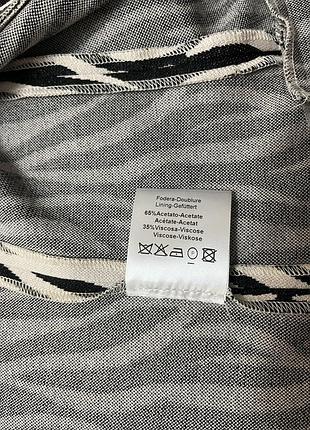 Fodera-Doublure
Lining-Gefüttert
65%Acetato-Acetate
Acétate-Acetat
35%Viscosa-Viscose
Viscose-Viskose